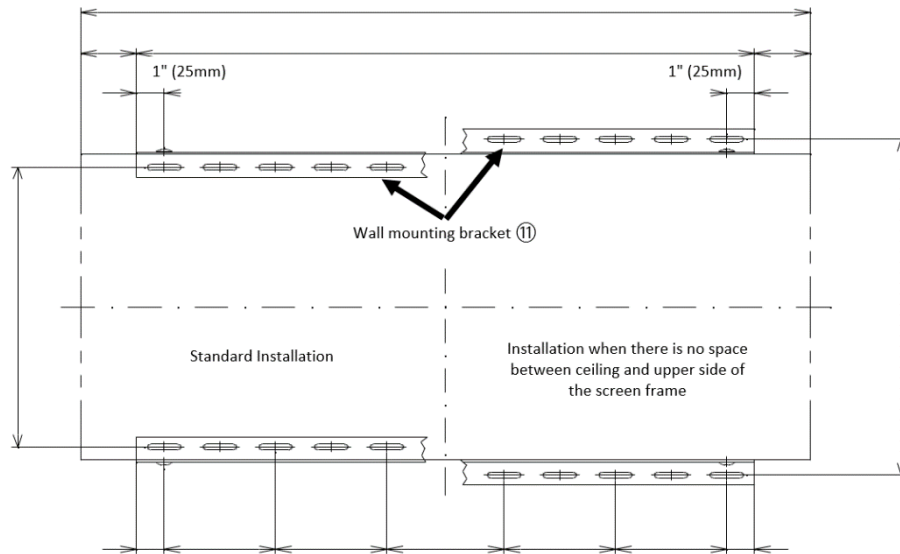 1" (25mm)
1" (25mm)
Wall mounting bracket ⑪
Standard Installation
Installation when there is no space
between ceiling and upper side of
the screen frame